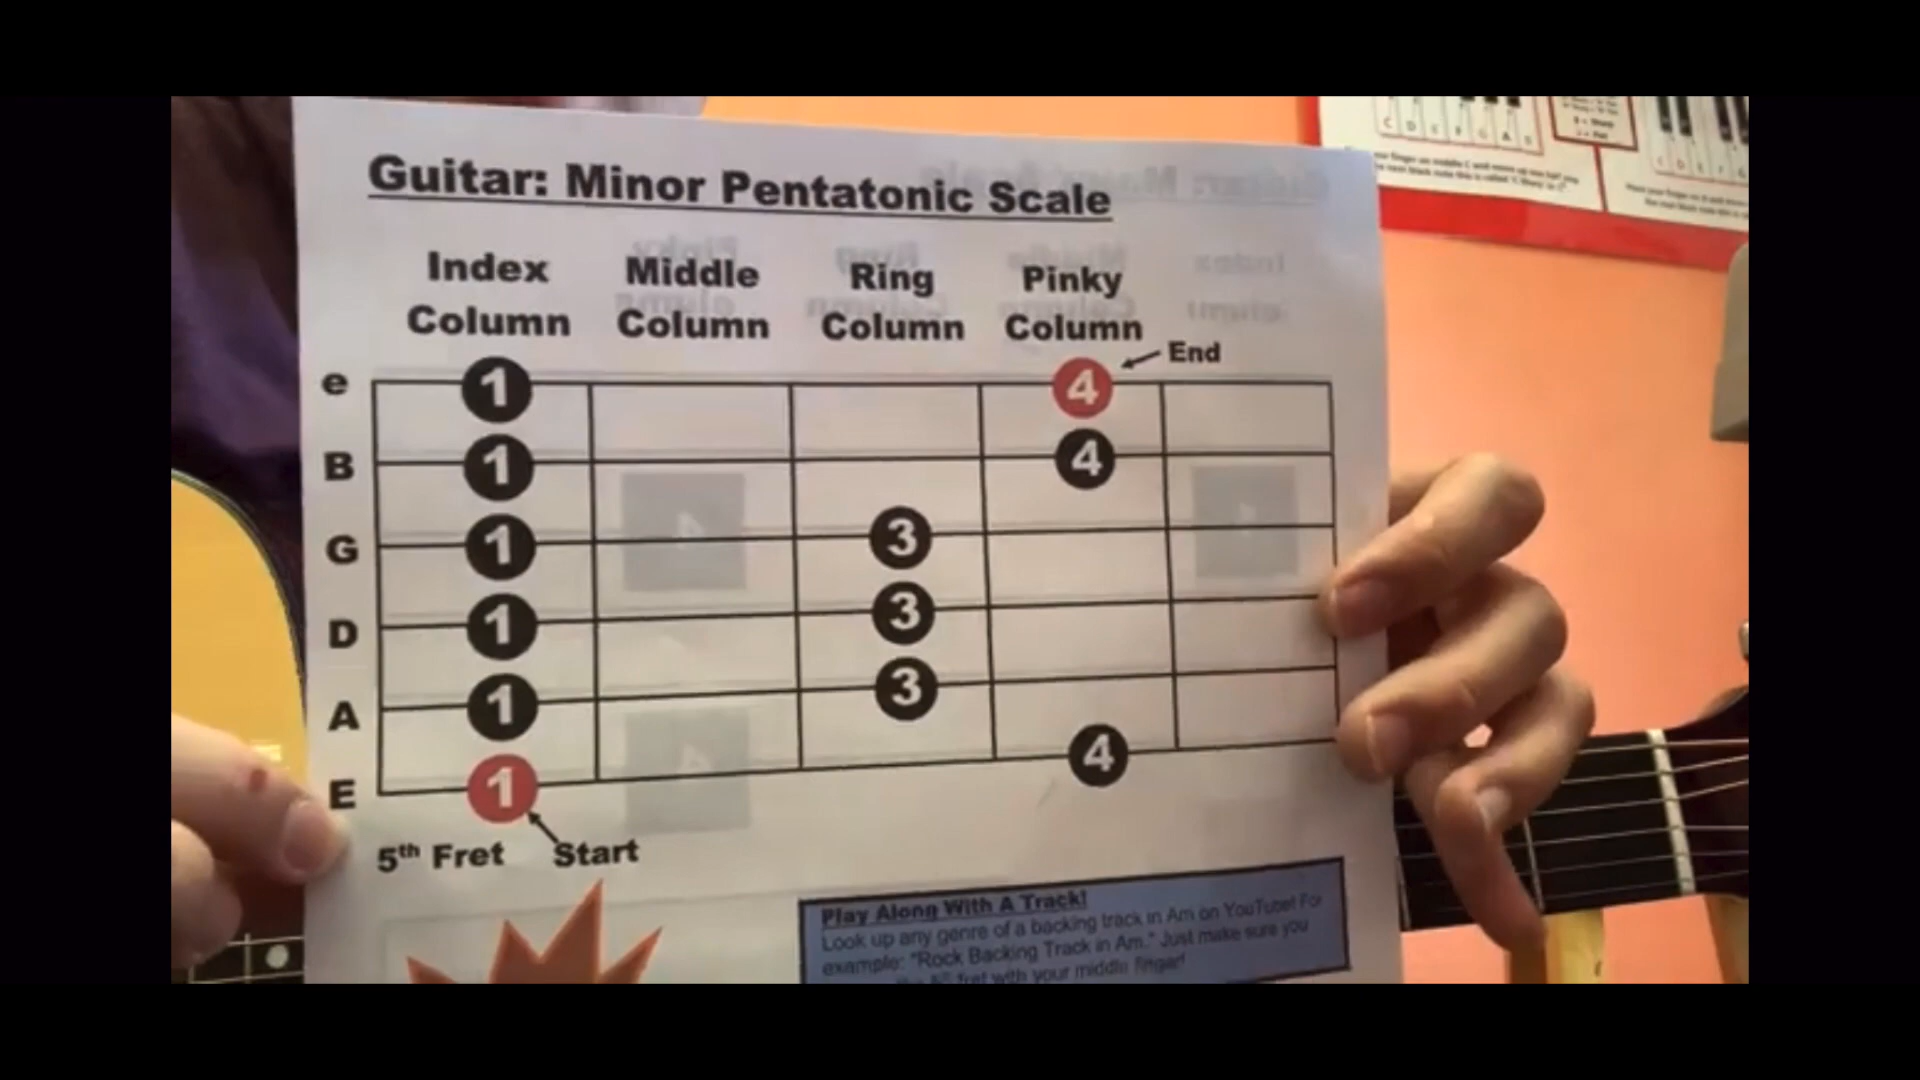 Guitar: Minor Pentatonic Scale
Index Column
Middle Column
Ring Column
Pinky Column
End
e 1 4
B 1 4
G 1 3
D 1 3
A 1 3
E 1 4
5th Fret
Start
Play Along With A Track!
Look up any genre of a backing track in Am on YouTube! For
example: "Rock Backing Track in Am." Just make sure you
fret with your middle finger!
C D E F G A B